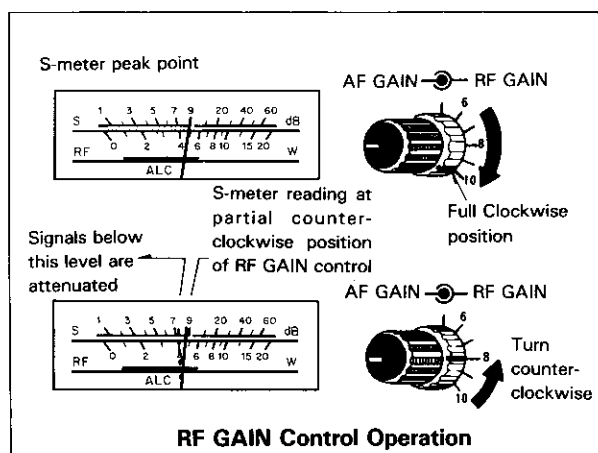 S-meter peak point
AF GAIN RF GAIN
S 1 3 5 7 9 20 40 60 dB
RF 0 2 4 6 8 10 15 20 W
ALC
6
8
10
Full Clockwise
position
S-meter reading at
partial counter-
clockwise position
of RF GAIN control
Signals below
this level are
attenuated
AF GAIN RF GAIN
S 1 3 5 7 9 20 40 60 dB
RF 0 2 6 8 10 15 20 W
ALC
6
8
10
Turn
counter-
clockwise
RF GAIN Control Operation